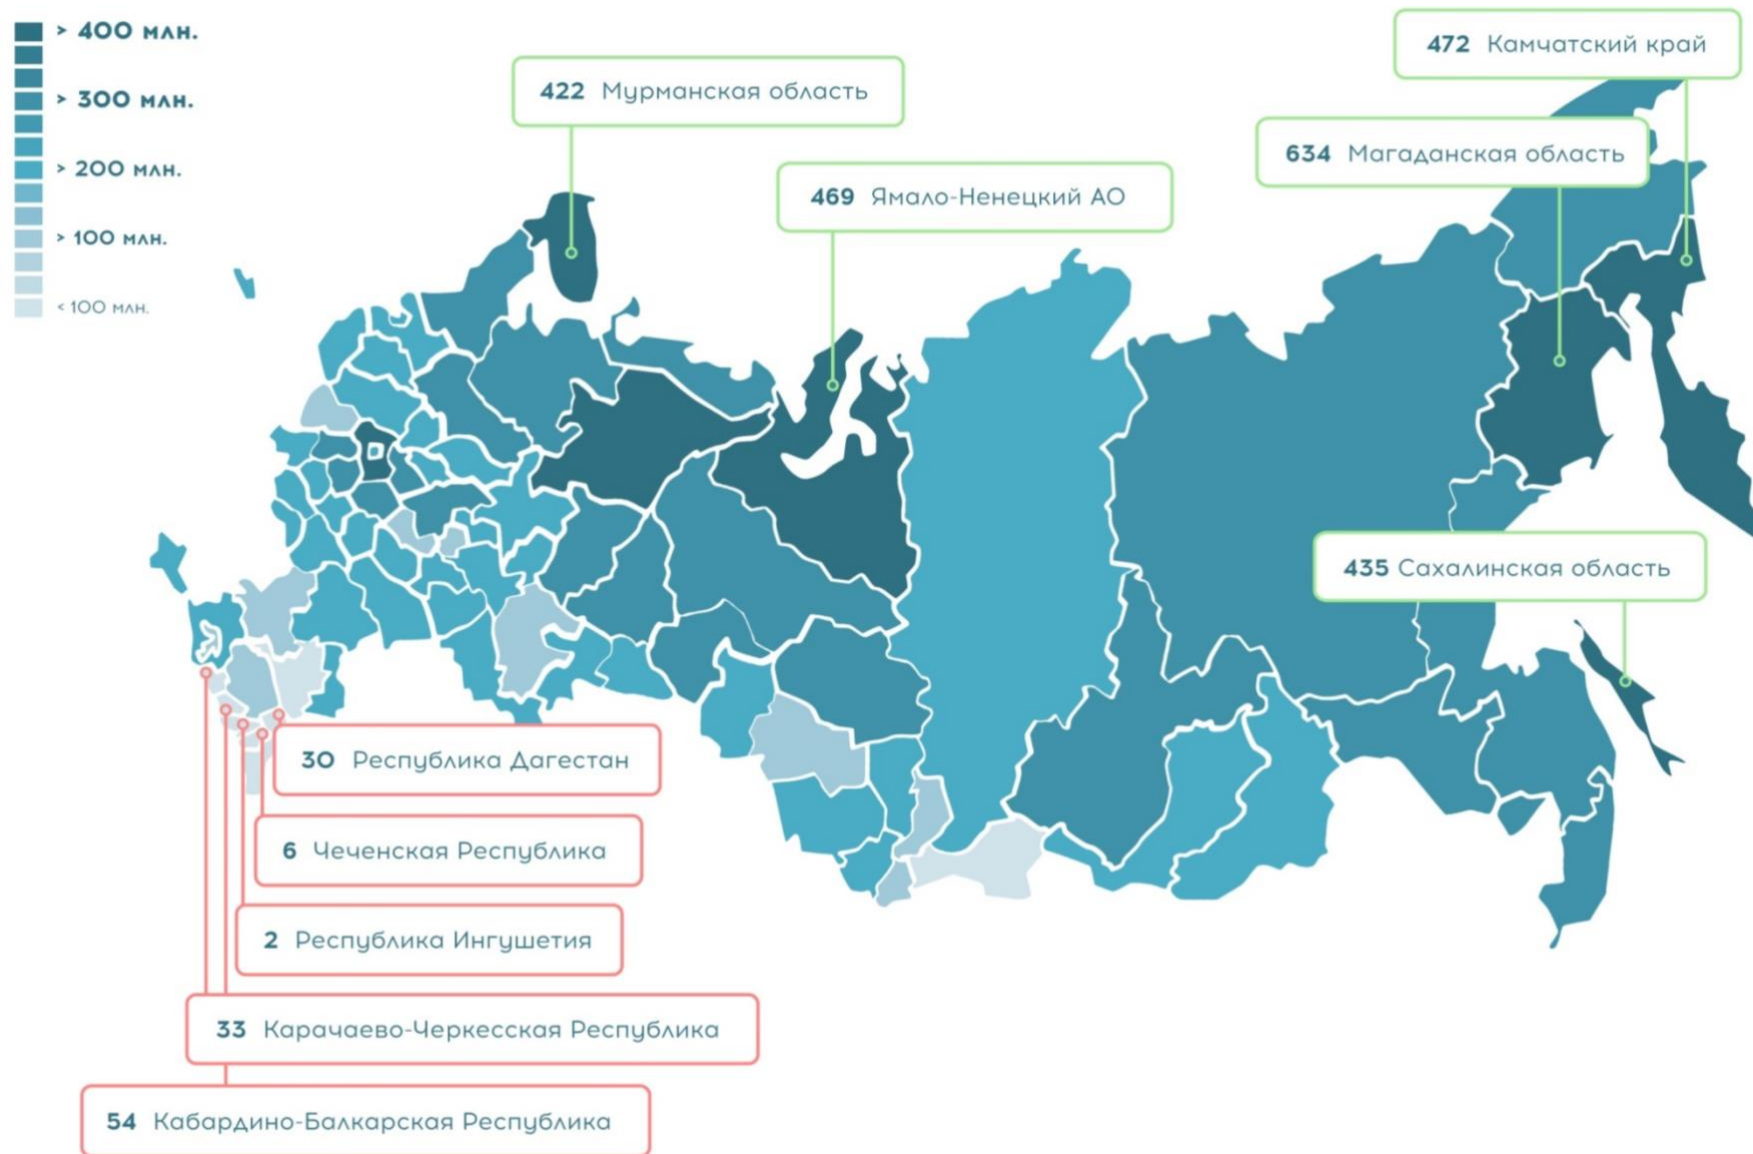 > 400 млн.
> 300 млн.
> 200 млн.
> 100 млн.
< 100 млн.
472 Камчатский край
422 Мурманская область
634 Магаданская область
469 Ямало-Ненецкий АО
435 Сахалинская область
30 Республика Дагестан
6 Чеченская Республика
2 Республика Ингушетия
33 Карачаево-Черкесская Республика
54 Кабардино-Балкарская Республика